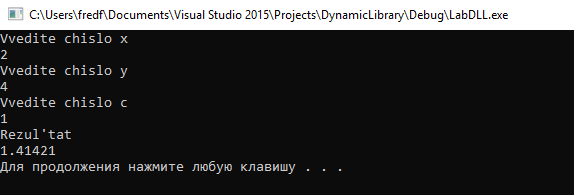 C:\Users\fredf\Documents\Visual Studio 2015\Projects\DynamicLibrary\Debug\LabDLL.exe
Vvedite chislo x
2
Vvedite chislo y
4
Vvedite chislo c
1
Rezul'tat
1.41421
Для продолжения нажмите любую клавишу . . .